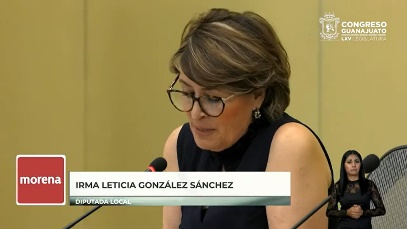 CONGRESO
GUANAJUATO
LXV LEGISLATURA
morena
IRMA LETICIA GONZÁLEZ SÁNCHEZ
DIPUTADA LOCAL